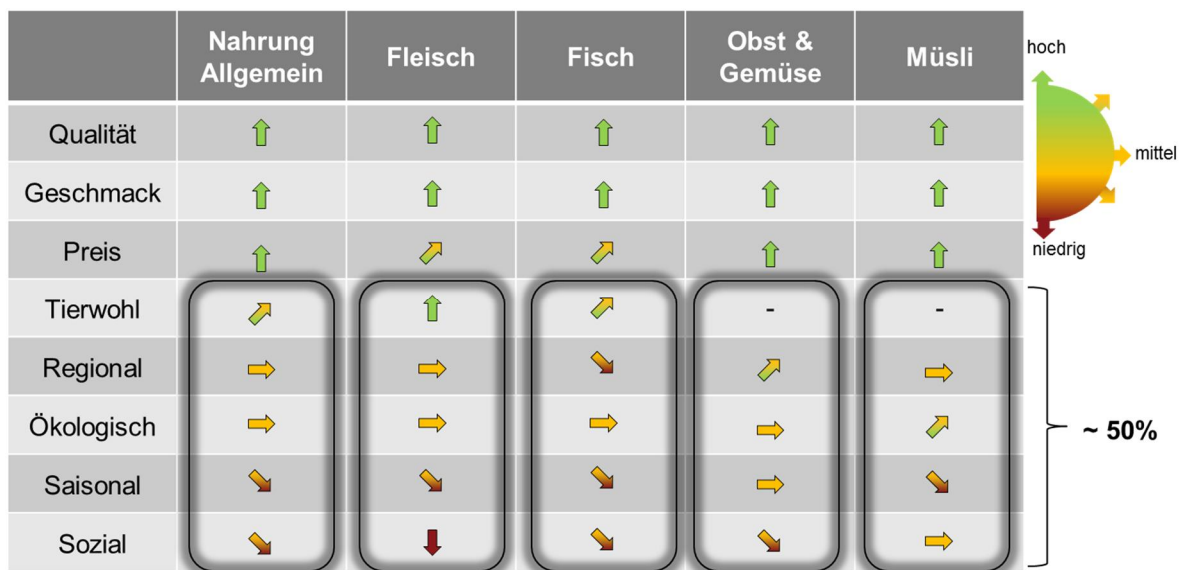 Nahrung
Allgemein
Fleisch
Fisch
Obst &
Gemüse
Müsli
hoch
mittel
niedrig
Qualität
Geschmack
Preis
Tierwohl
-
-
Regional
Ökologisch
~ 50%
Saisonal
Sozial